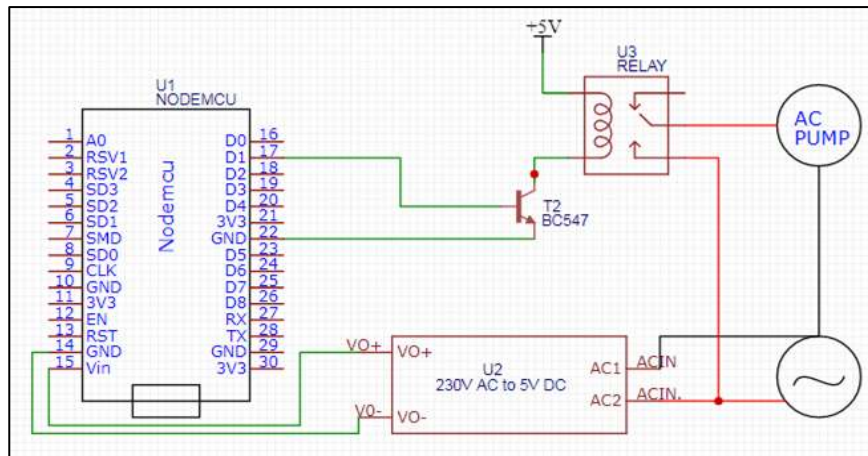 +5V
U3
RELAY
U1
NODEMCU
AC
PUMP
1 A0 D0 16
2 RSV1 D1 17
3 RSV2 D2 18
4 SD3 D3 19
5 SD2 D4 20
6 SD1 3V3 21
7 SMD GND 22
8 SD0 D5 23
9 CLK D6 24
10 GND D7 25
11 3V3 D8 26
12 EN RX 27
13 RST TX 28
14 GND GND 29
15 Vin 3V3 30
Nodemcu
T2
BC547
VO+ VO+
U2
230V AC to 5V DC
AC1 ACIN
AC2 ACIN.
V0- VO-